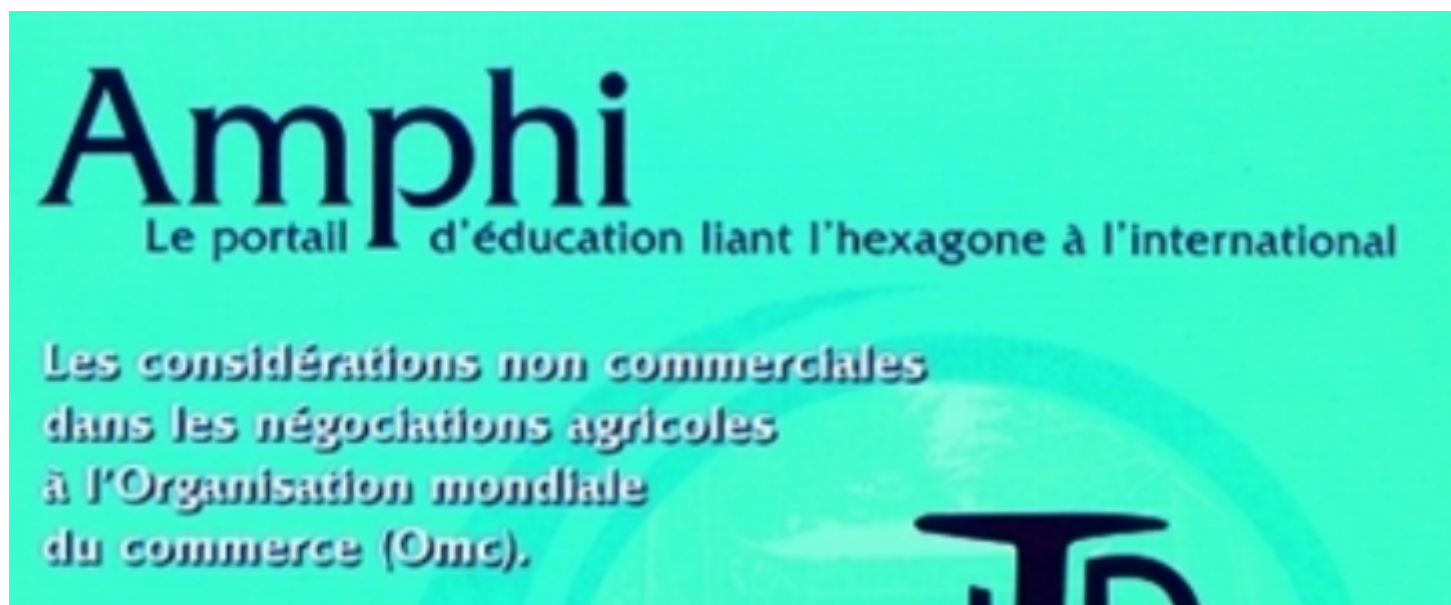 Amphi
Le portail d'éducation liant l'hexagone à l'international
Les considérations non commerciales
dans les négociations agricoles
à l'Organisation mondiale
du commerce (Omc).